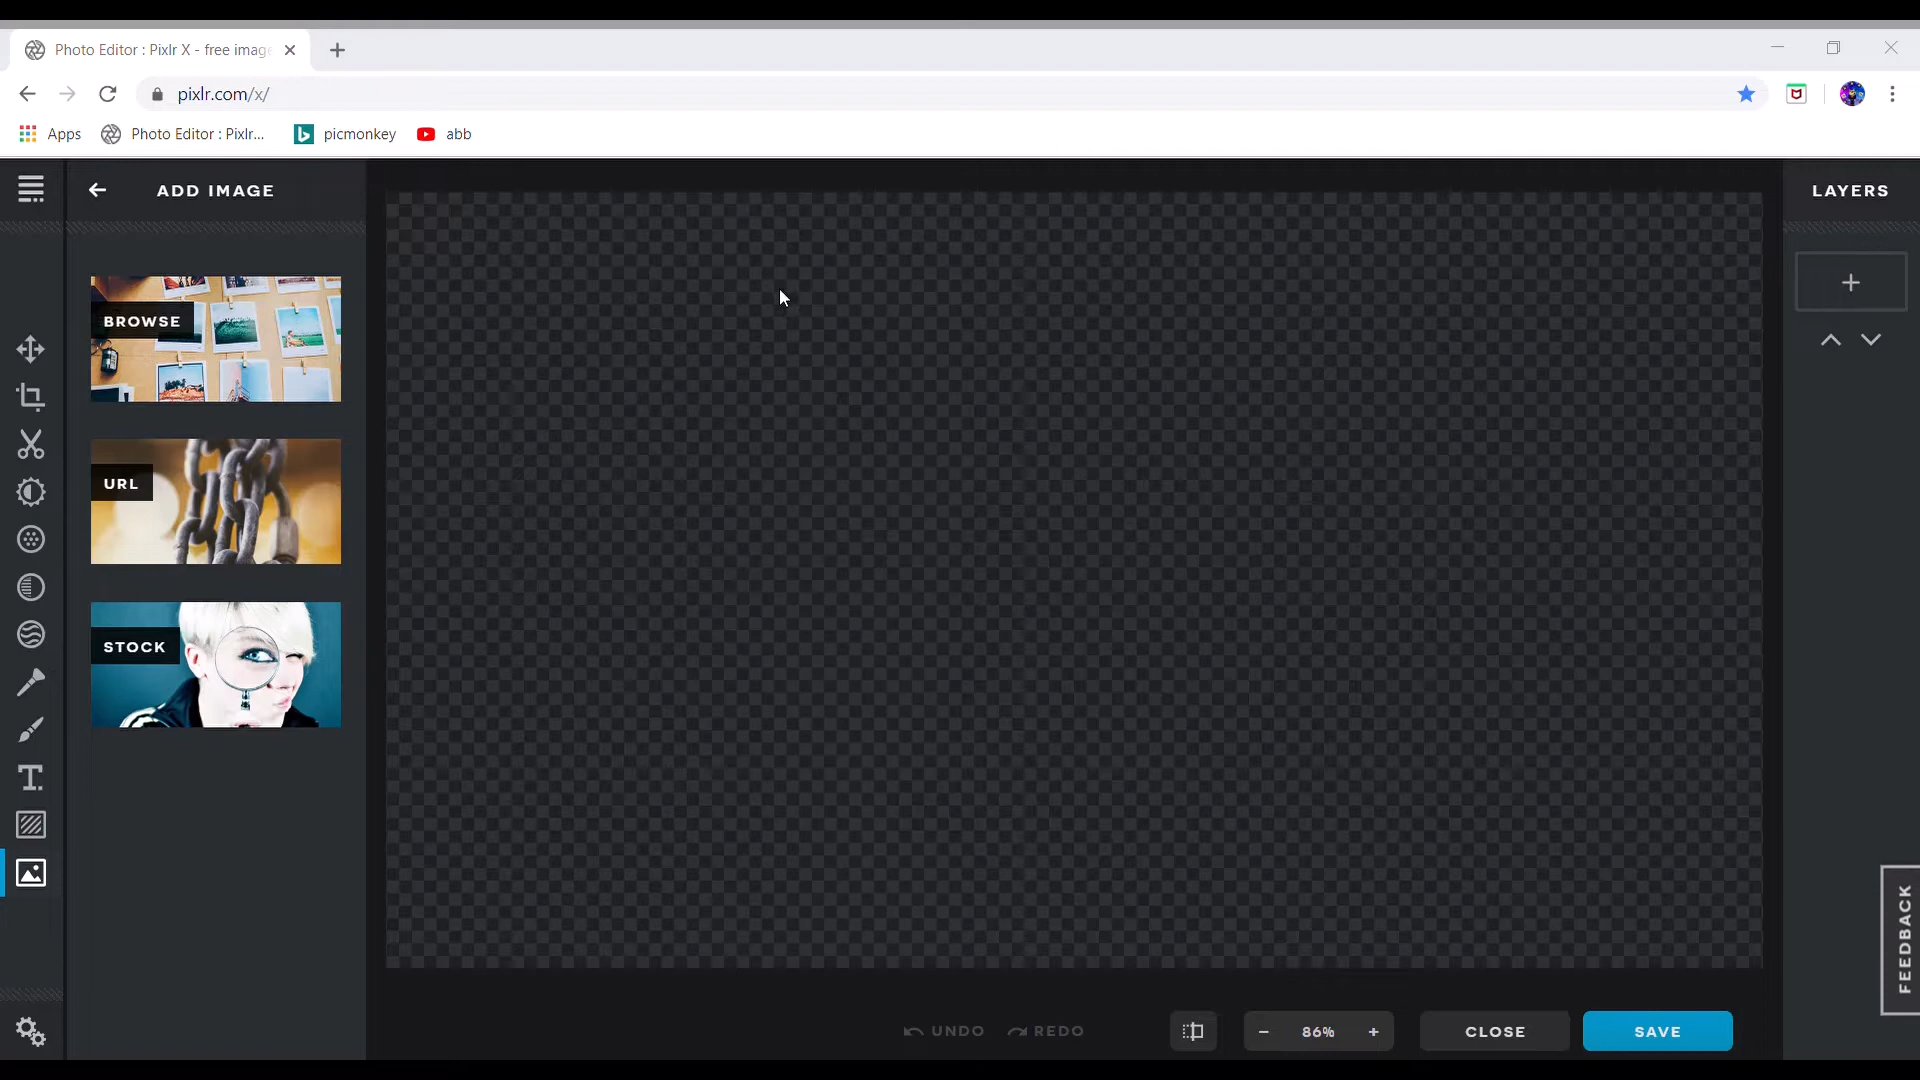 Photo Editor : Pixlr X - free image
pixlr.com/x/
Apps
Photo Editor : Pixlr...
picmonkey
abb
ADD IMAGE
LAYERS
BROWSE
URL
STOCK
FEEDBACK
UNDO
REDO
86%
CLOSE
SAVE